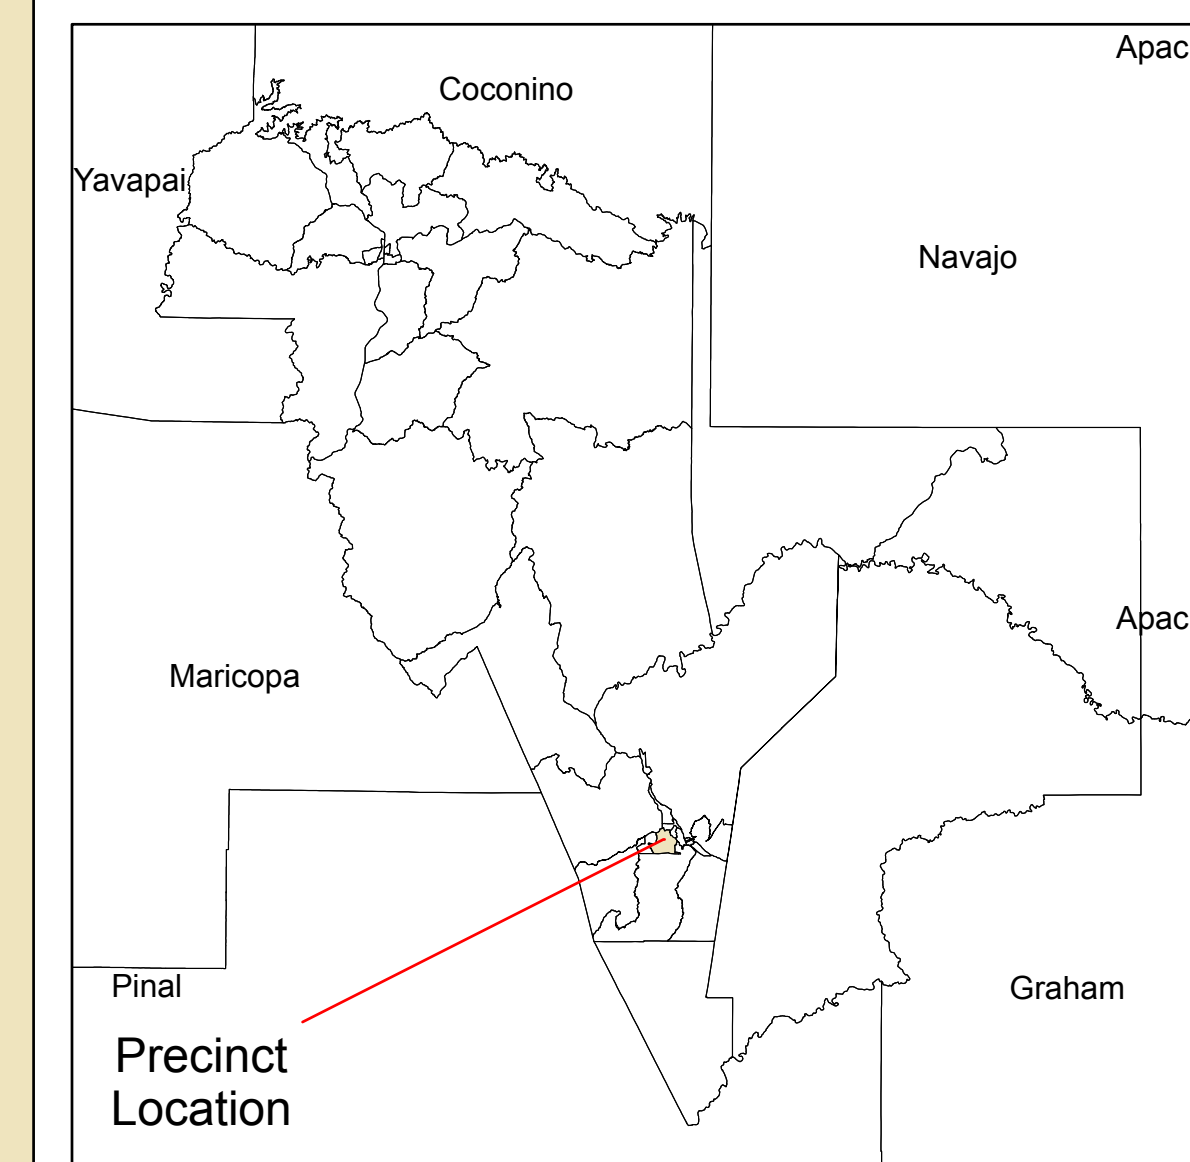 Apac
Coconino
Yavapai
Navajo
Apac
Maricopa
Pinal
Graham
Precinct
Location